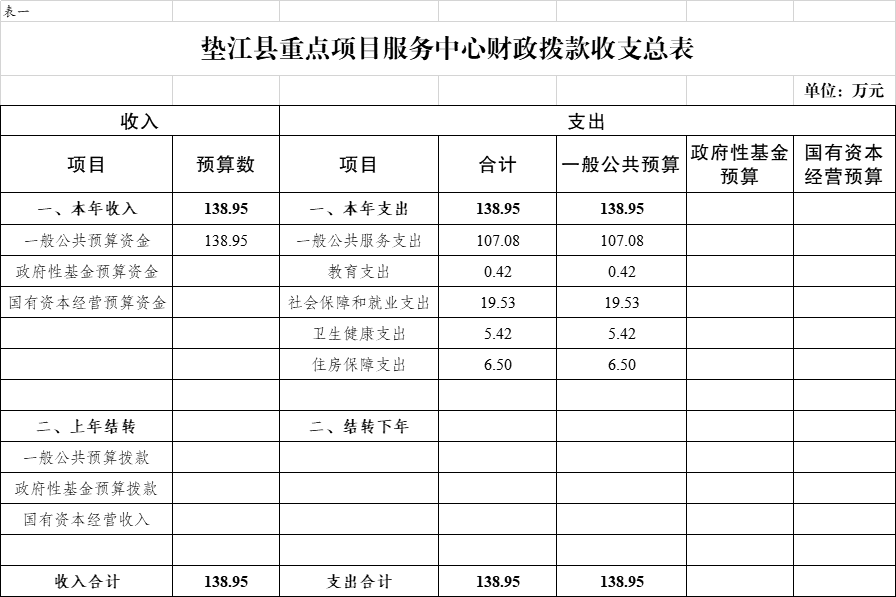 表一
垫江县重点项目服务中心财政拨款收支总表
单位：万元
收入 支出
项目 预算数 项目 合计 一般公共预算 政府性基金预算 国有资本经营预算
一、本年收入 138.95 一、本年支出 138.95 138.95
一般公共预算资金 138.95 一般公共服务支出 107.08 107.08
政府性基金预算资金 教育支出 0.42 0.42
国有资本经营预算资金 社会保障和就业支出 19.53 19.53
卫生健康支出 5.42 5.42
住房保障支出 6.50 6.50
二、上年结转 二、结转下年
一般公共预算拨款
政府性基金预算拨款
国有资本经营收入
收入合计 138.95 支出合计 138.95 138.95